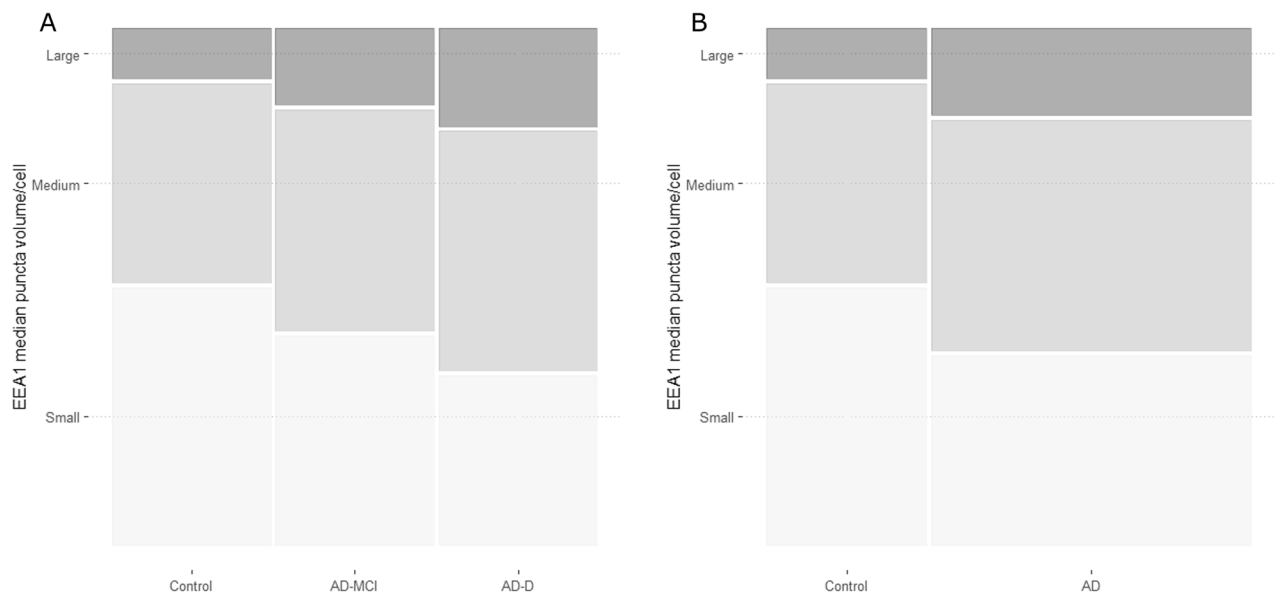 A
EEA1 median puncta volume/cell
Large
Medium
Small
Control
AD-MCI
AD-D
B
EEA1 median puncta volume/cell
Large
Medium
Small
Control
AD